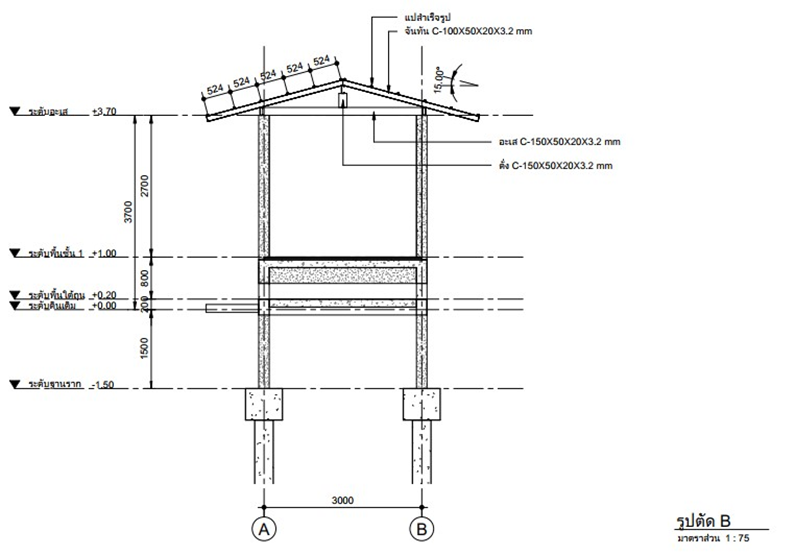 แปสำเร็จรูป
จันทัน C-100X50X20X3.2 mm
524
524
524
524
524
15.00°
ระดับอะเส +3.70
อะเส C-150X50X20X3.2 mm
ดั้ง C-150X50X20X3.2 mm
2700
3700
ระดับพื้นชั้น 1 +1.00
800
ระดับพื้นใต้ถุน +0.20
ระดับดินเดิม +0.00
200
1500
ระดับฐานราก -1.50
3000
A
B
รูปตัด B
มาตราส่วน 1 : 75